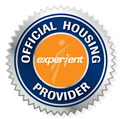 OFFICIAL HOUSING
experient
PROVIDER